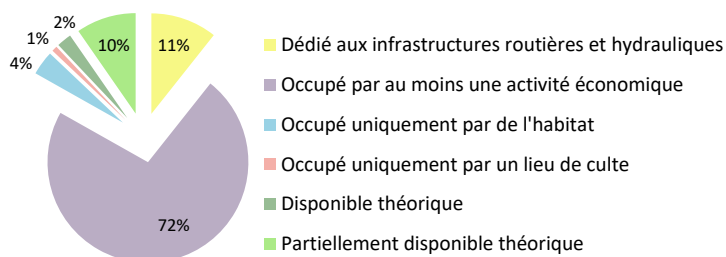 2%
1%
10%
11%
4%
72%
Dédié aux infrastructures routières et hydrauliques
Occupé par au moins une activité économique
Occupé uniquement par de l'habitat
Occupé uniquement par un lieu de culte
Disponible théorique
Partiellement disponible théorique